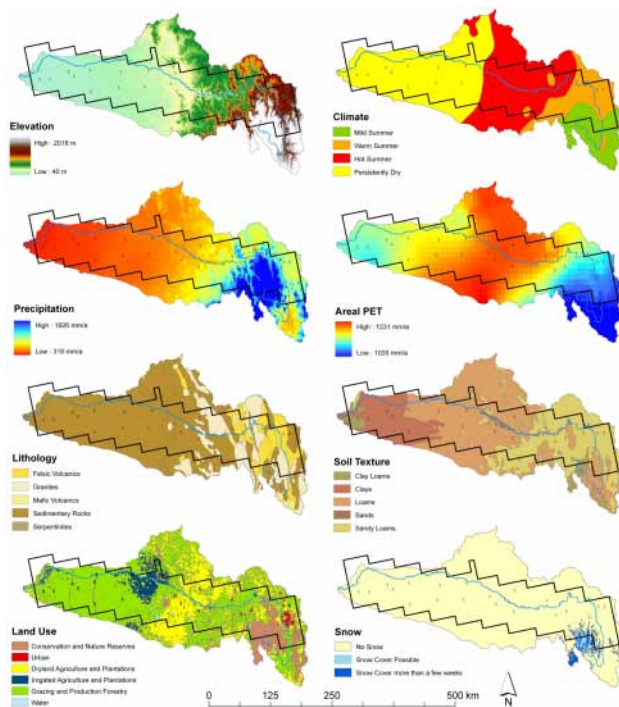 Elevation
High : 2018 m
Low : 40 m
Climate
Mild Summer
Warm Summer
Hot Summer
Persistently Dry
Precipitation
High : 1926 mm/a
Low : 319 mm/a
Areal PET
High : 1231 mm/a
Low : 1035 mm/a
Lithology
Felsic Volcanics
Granites
Mafic Volcanics
Sedimentary Rocks
Serpentinites
Soil Texture
Clay Loams
Clays
Loams
Sands
Sandy Loams
Land Use
Conservation and Nature Reserves
Urban
Dryland Agriculture and Plantations
Irrigated Agriculture and Plantations
Grazing and Production Forestry
Water
Snow
No Snow
Snow Cover Possible
Snow Cover more than a few weeks
0 125 250 500 km
N